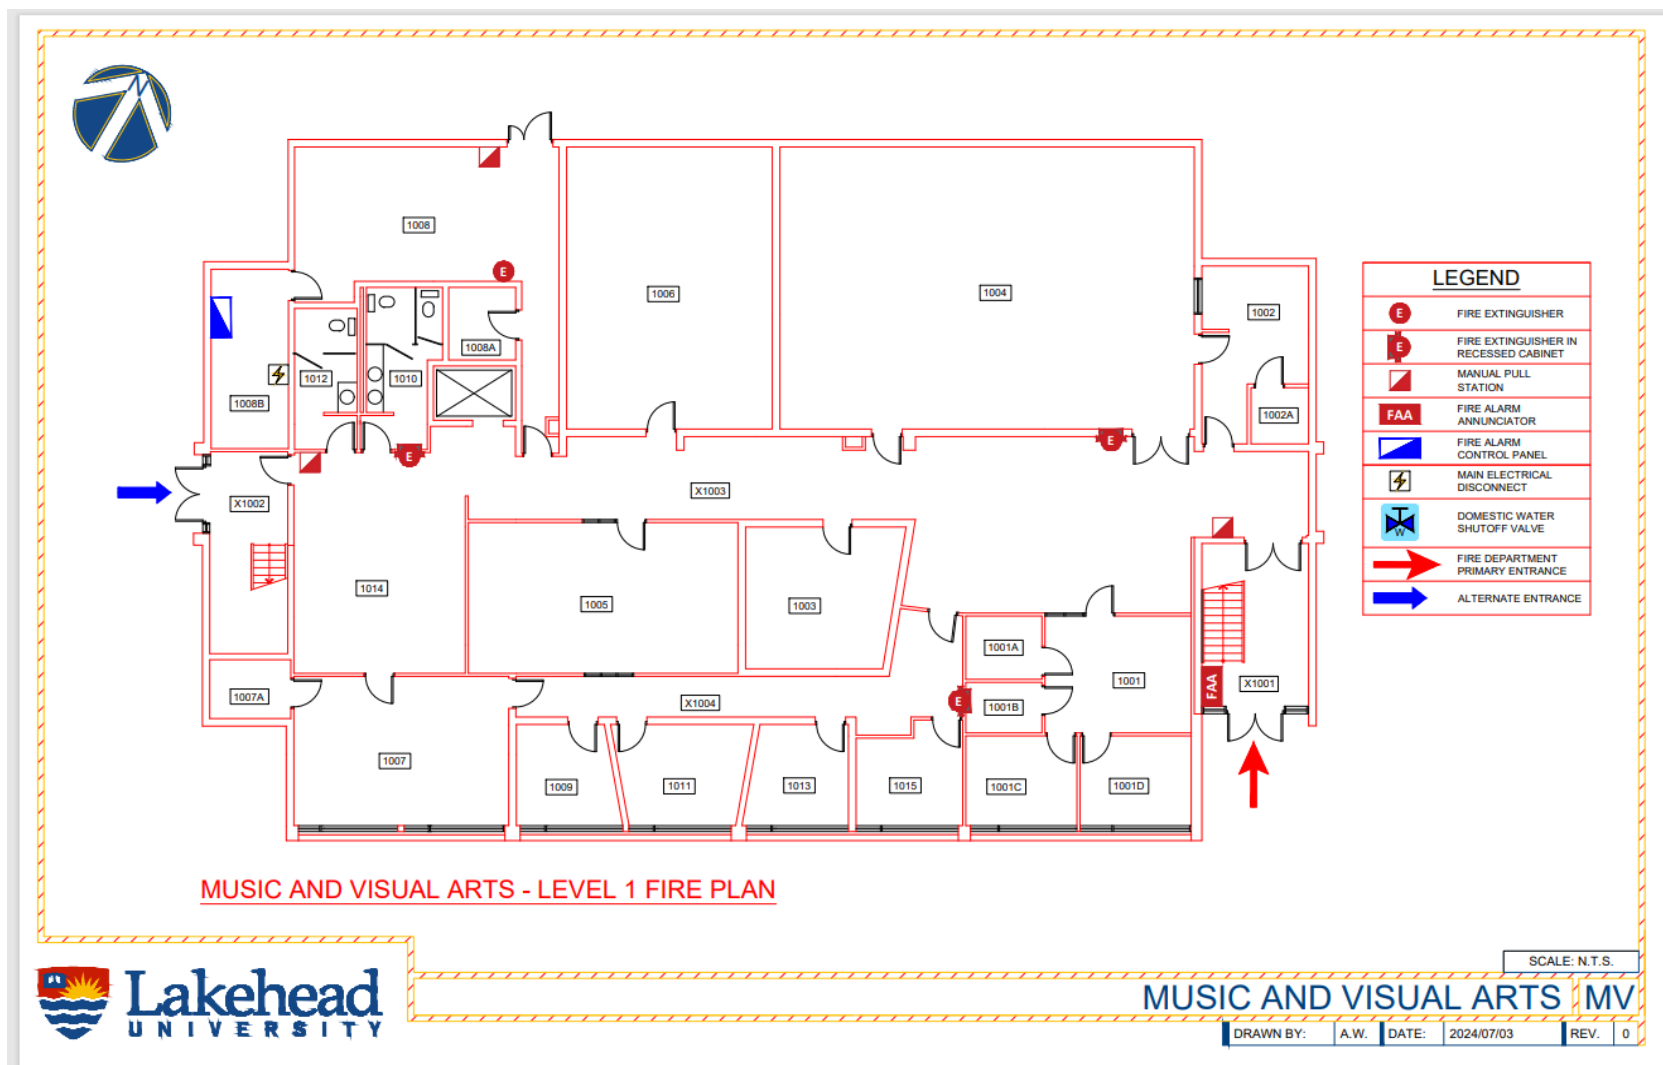 N
1008
E
1006
1004
1002
1008A
1012
1010
1008B
1002A
E
E
X1002
X1003
1014
1005
1003
1001A
1001
1007A
X1004
E
1001B
FAA
X1001
1007
1009
1011
1013
1015
1001C
1001D
LEGEND
E FIRE EXTINGUISHER
E FIRE EXTINGUISHER IN
RECESSED CABINET
MANUAL PULL
STATION
FAA FIRE ALARM
ANNUNCIATOR
FIRE ALARM
CONTROL PANEL
MAIN ELECTRICAL
DISCONNECT
DOMESTIC WATER
SHUTOFF VALVE
W
FIRE DEPARTMENT
PRIMARY ENTRANCE
ALTERNATE ENTRANCE
MUSIC AND VISUAL ARTS - LEVEL 1 FIRE PLAN
SCALE: N.T.S.
Lakehead
UNIVERSITY
MUSIC AND VISUAL ARTS MV
DRAWN BY: A.W. DATE: 2024/07/03 REV. 0